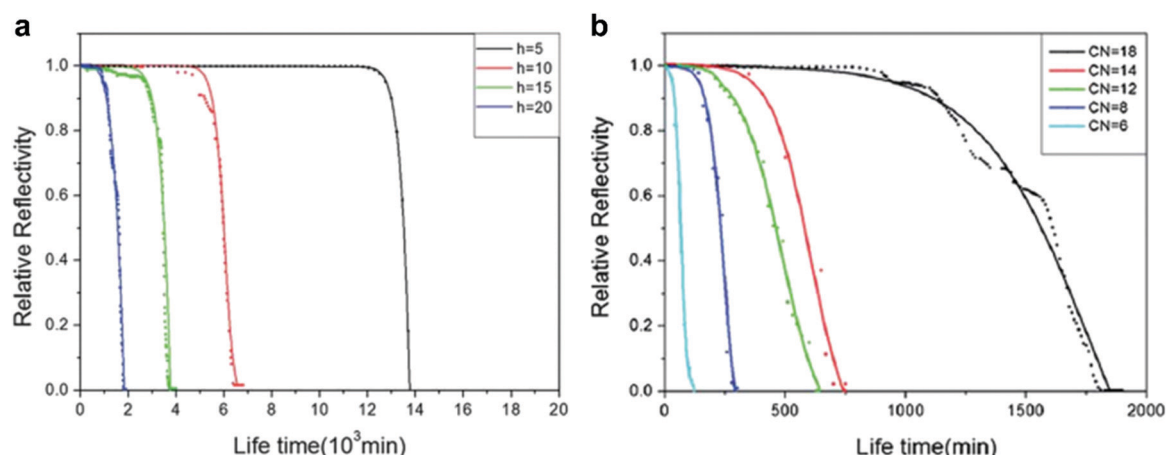 a
h=5
h=10
h=15
h=20
1.0
0.8
0.6
0.4
0.2
0.0
Relative Reflectivity
0 2 4 6 8 10 12 14 16 18 20
Life time(10³min)
b
CN=18
CN=14
CN=12
CN=8
CN=6
1.0
0.8
0.6
0.4
0.2
0.0
Relative Reflectivity
0 500 1000 1500 2000
Life time(min)